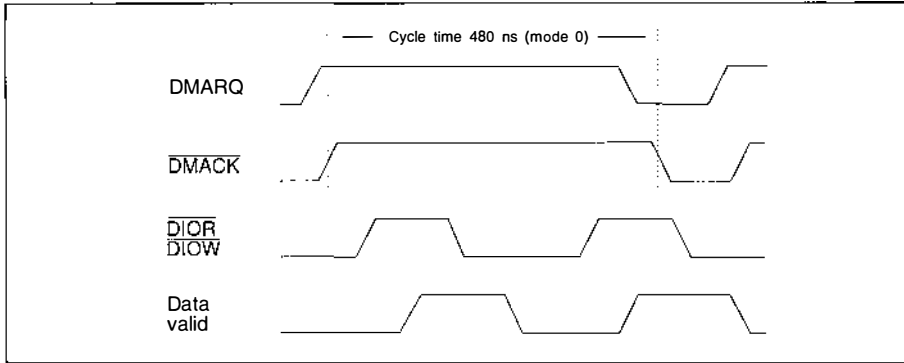 Cycle time 480 ns (mode 0)
DMARQ
DMACK
DIOR
DIOW
Data
valid